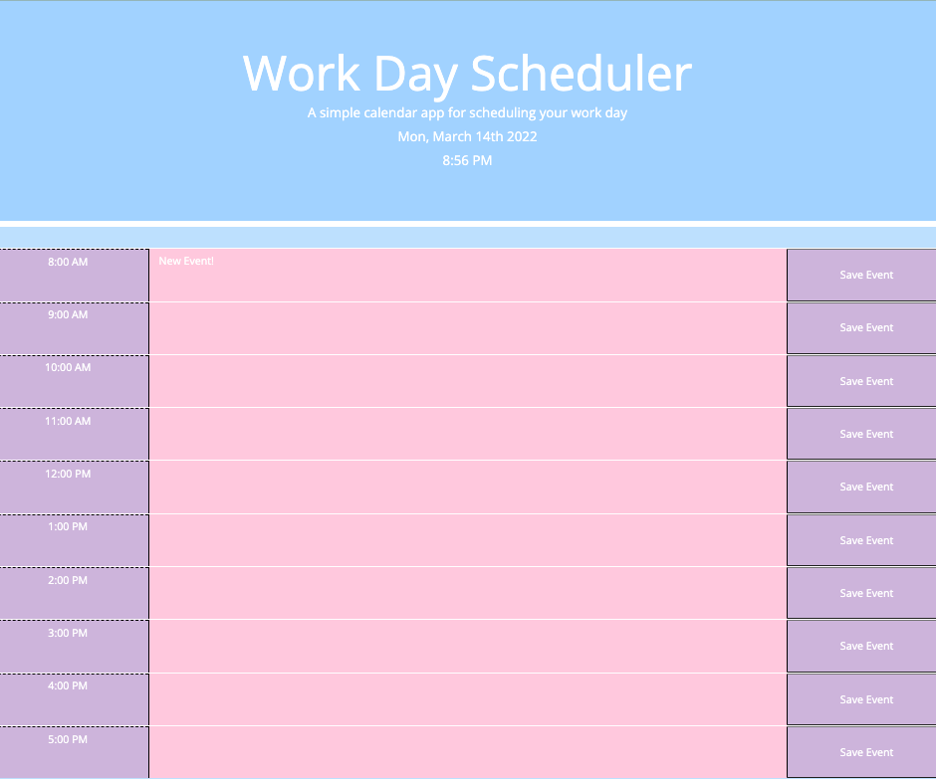 Work Day Scheduler
A simple calendar app for scheduling your work day
Mon, March 14th 2022
8:56 PM
8:00 AM New Event! Save Event
9:00 AM Save Event
10:00 AM Save Event
11:00 AM Save Event
12:00 PM Save Event
1:00 PM Save Event
2:00 PM Save Event
3:00 PM Save Event
4:00 PM Save Event
5:00 PM Save Event